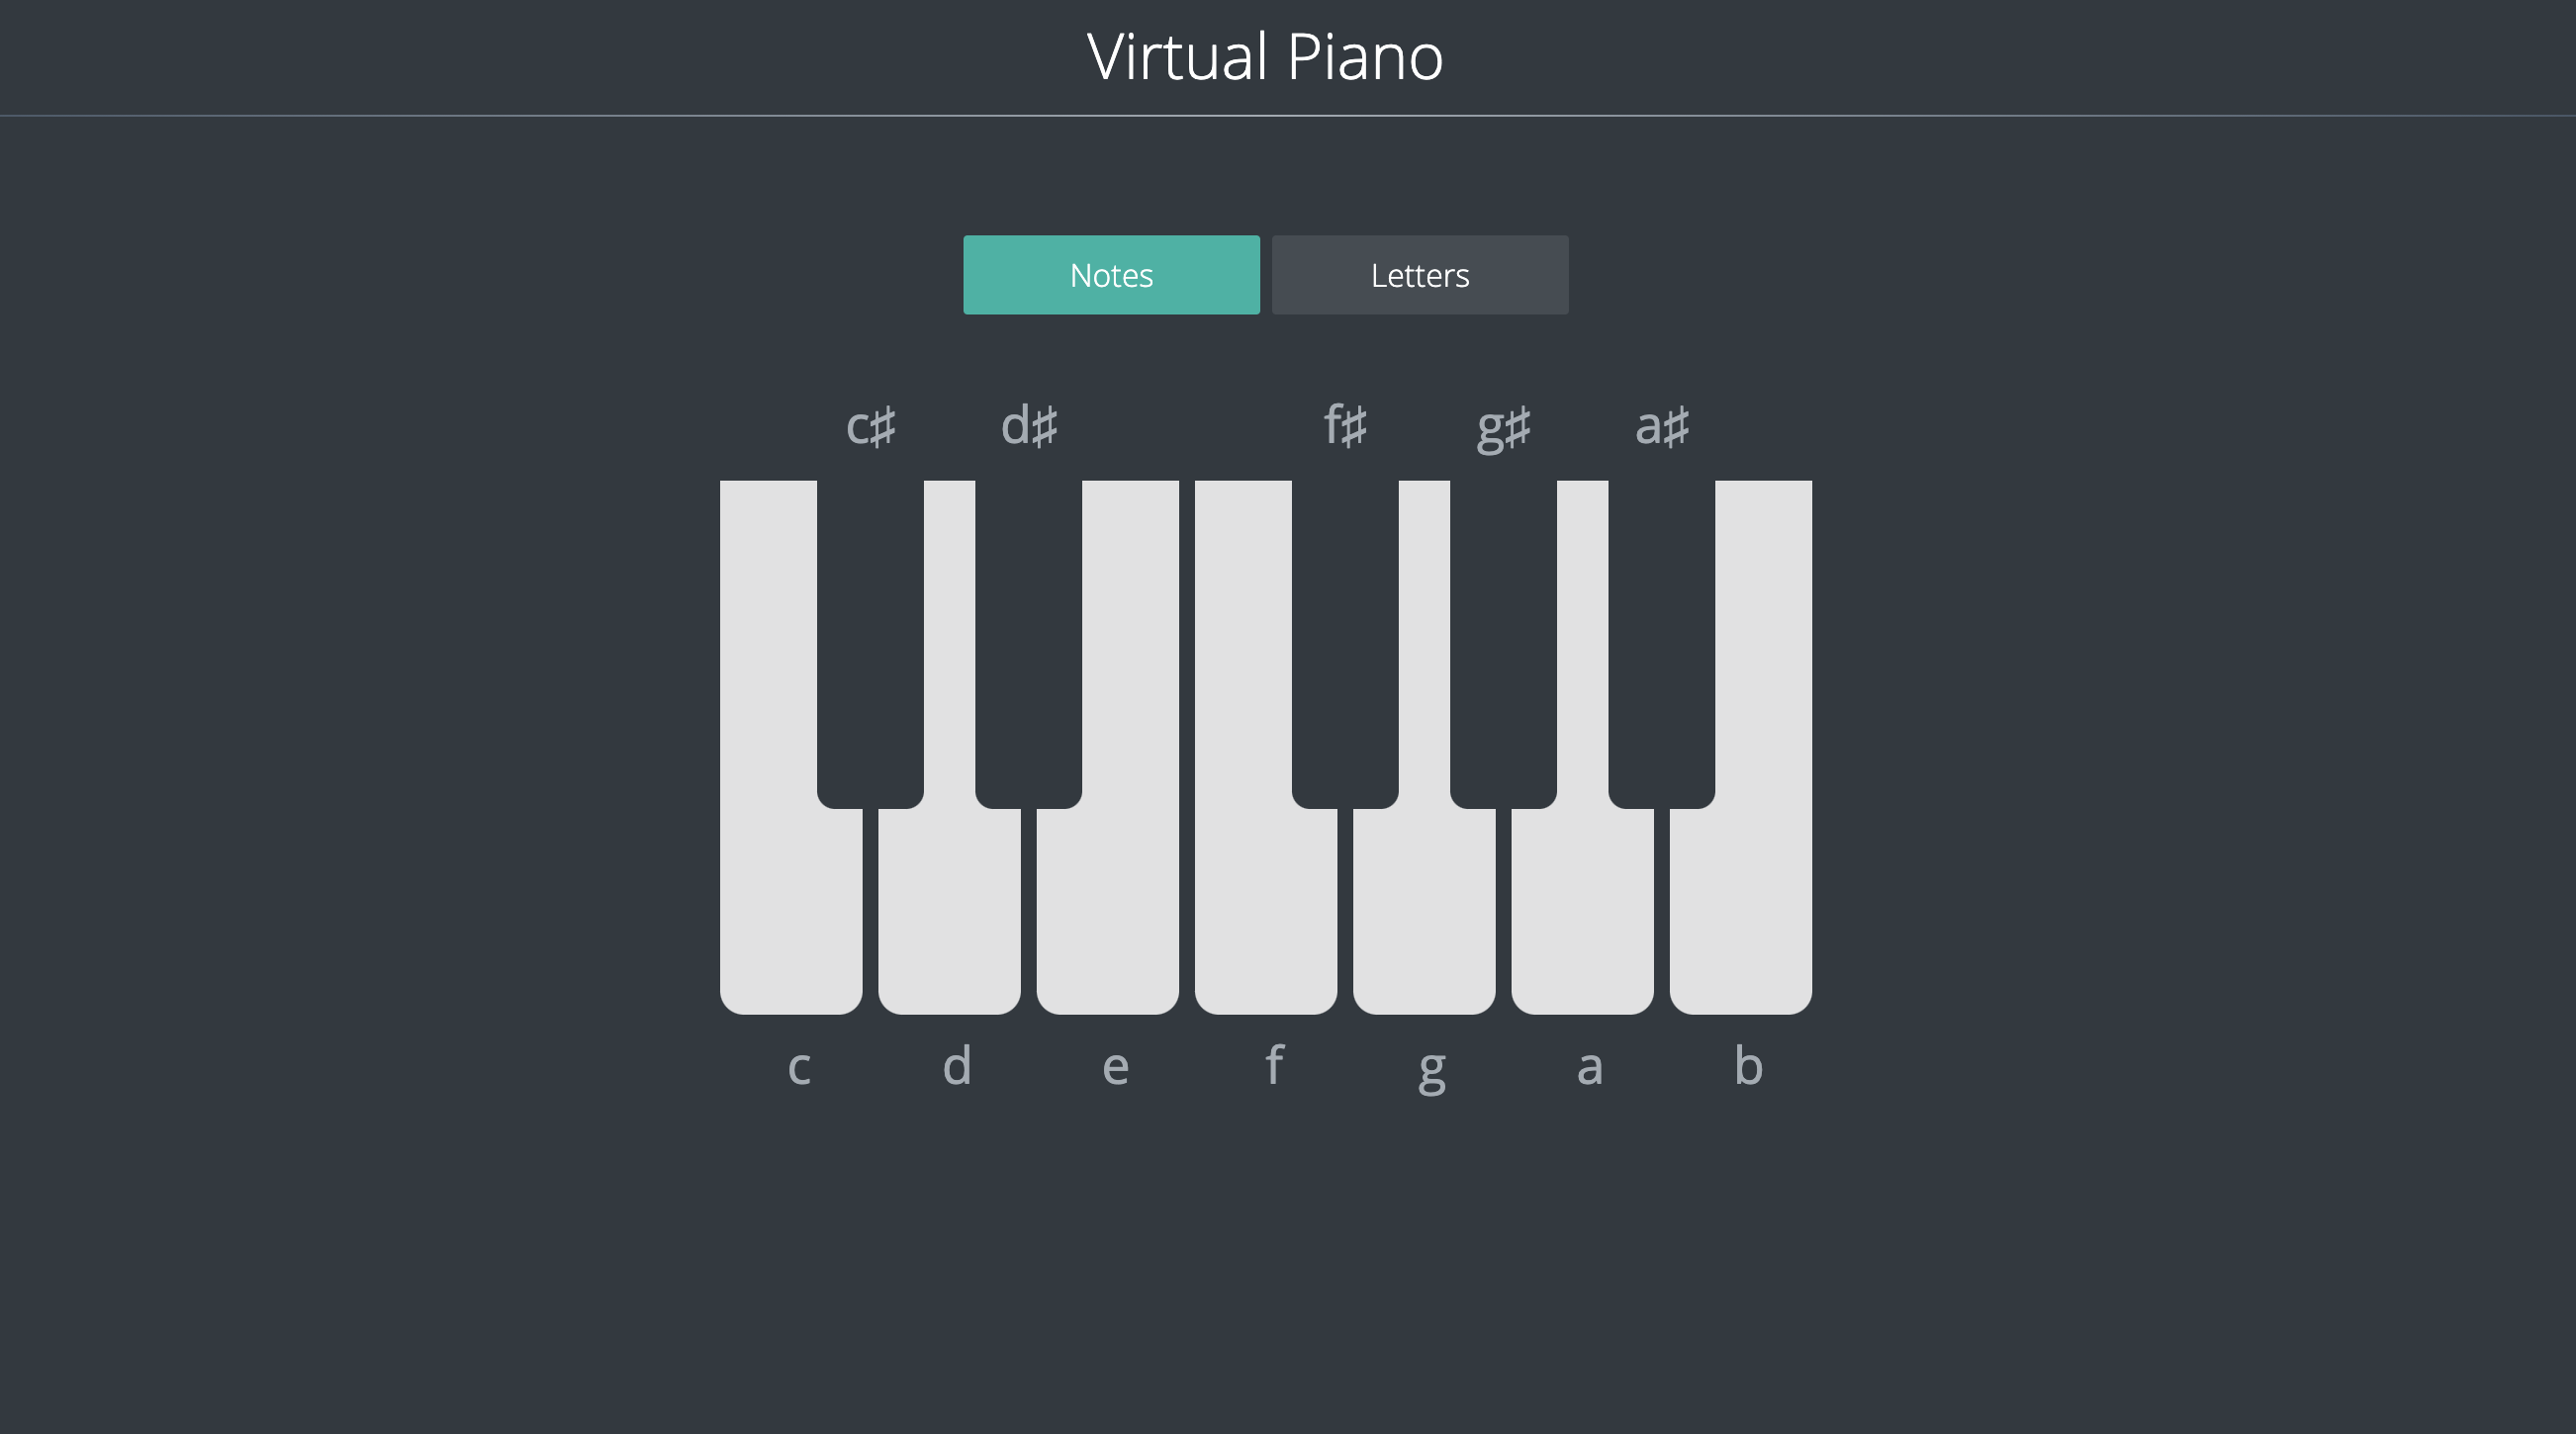 Virtual Piano
Notes Letters
c♯ d♯ f♯ g♯ a♯
c d e f g a b